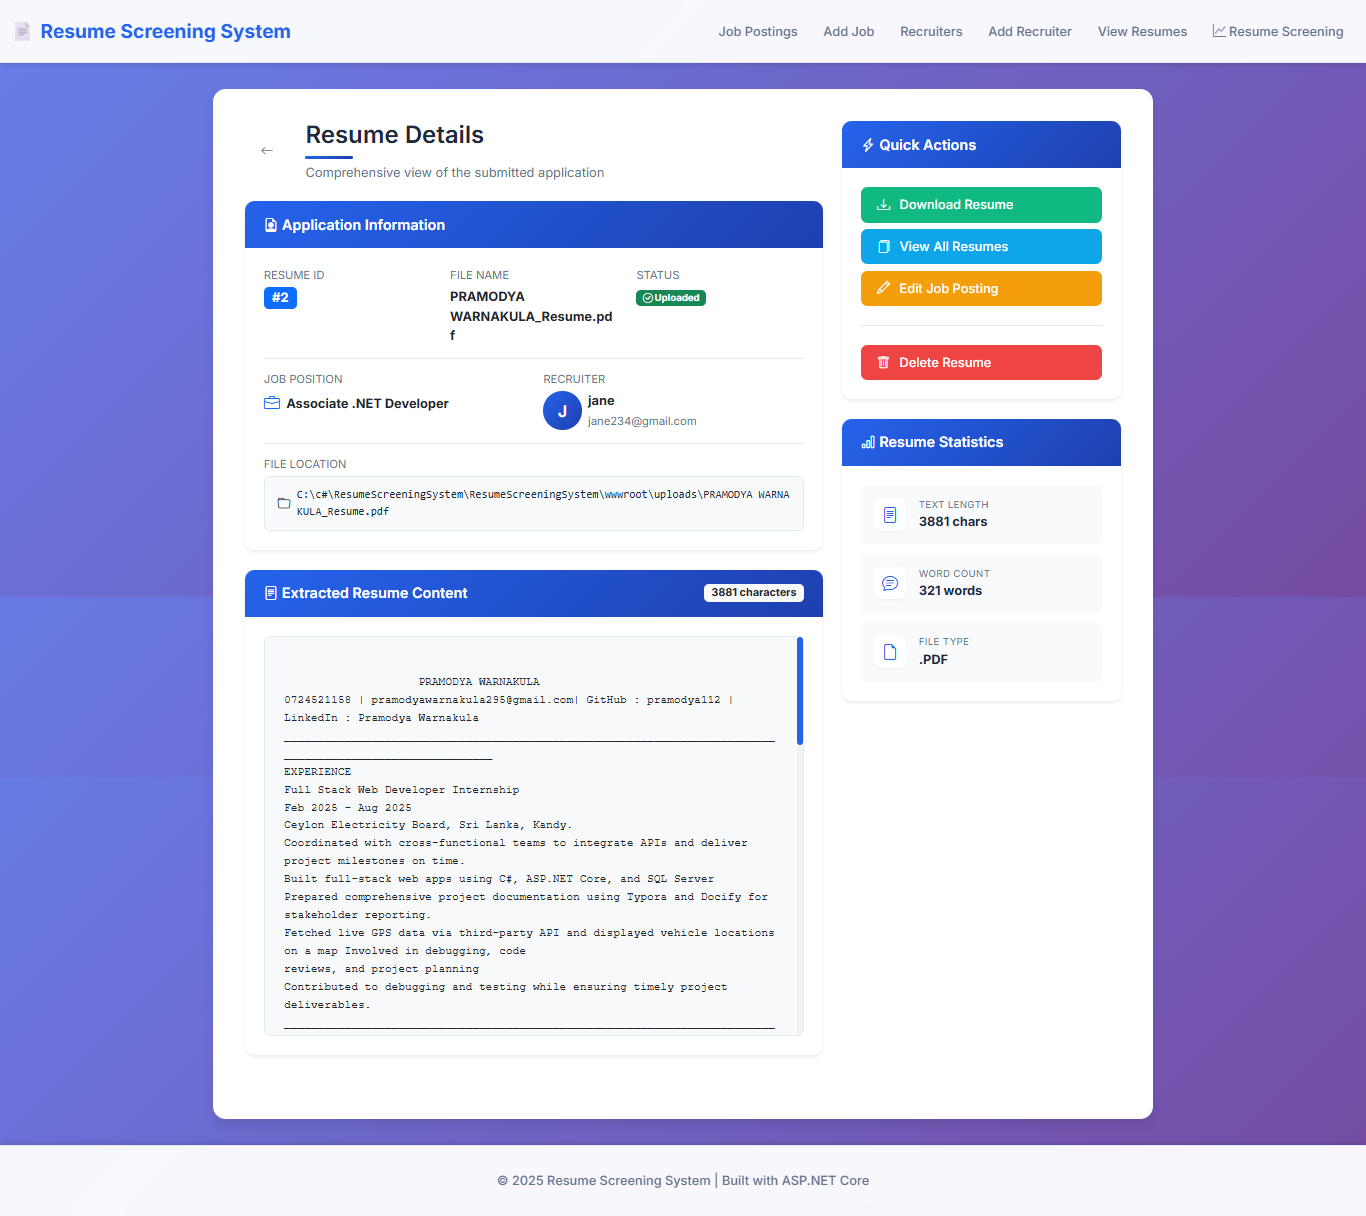 Resume Screening System
Job Postings
Add Job
Recruiters
Add Recruiter
View Resumes
Resume Screening
Resume Details
Comprehensive view of the submitted application
Application Information
RESUME ID
#2
FILE NAME
PRAMODYA
WARNAKULA_Resume.pd
f
STATUS
Uploaded
JOB POSITION
Associate .NET Developer
RECRUITER
J
jane
jane234@gmail.com
FILE LOCATION
C:\c#\ResumeScreeningSystem\ResumeScreeningSystem\wwwroot\uploads\PRAMODYA WARNA
KULA_Resume.pdf
Extracted Resume Content
3881 characters
PRAMODYA WARNAKULA
0724521158 | pramodyawarnakula295@gmail.com| GitHub : pramodya112 |
LinkedIn : Pramodya Warnakula
EXPERIENCE
Full Stack Web Developer Internship
Feb 2025 - Aug 2025
Ceylon Electricity Board, Sri Lanka, Kandy.
Coordinated with cross-functional teams to integrate APIs and deliver
project milestones on time.
Built full-stack web apps using C#, ASP.NET Core, and SQL Server
Prepared comprehensive project documentation using Typora and Docify for
stakeholder reporting.
Fetched live GPS data via third-party API and displayed vehicle locations
on a map Involved in debugging, code
reviews, and project planning
Contributed to debugging and testing while ensuring timely project
deliverables.
Quick Actions
Download Resume
View All Resumes
Edit Job Posting
Delete Resume
Resume Statistics
TEXT LENGTH
3881 chars
WORD COUNT
321 words
FILE TYPE
.PDF
© 2025 Resume Screening System | Built with ASP.NET Core